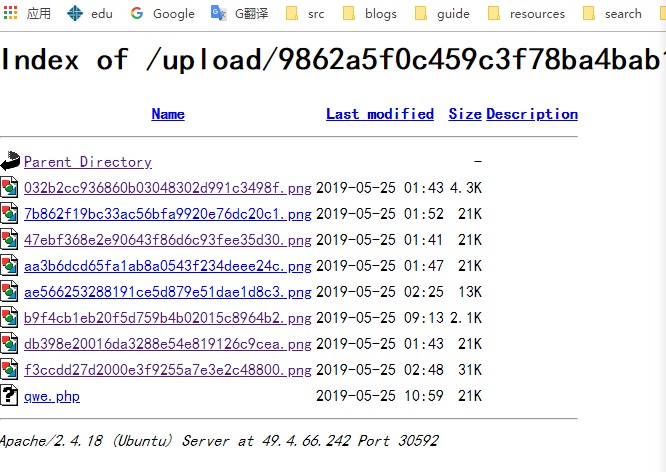 应用 edu Google G翻译 src blogs guide resources search
Index of /upload/9862a5f0c459c3f78ba4bab1
Name Last modified Size Description
Parent Directory -
032b2cc936860b03048302d991c3498f.png 2019-05-25 01:43 4.3K
7b862f19bc33ac56bfa9920e76dc20c1.png 2019-05-25 01:52 21K
47ebf368e2e90643f86d6c93fee35d30.png 2019-05-25 01:41 21K
aa3b6dcd65fa1ab8a0543f234deee24c.png 2019-05-25 01:47 21K
ae566253288191ce5d879e51dae1d8c3.png 2019-05-25 02:25 13K
b9f4cb1eb20f5d759b4b02015c8964b2.png 2019-05-25 09:13 2.1K
db398e20016da3288e54e819126c9cea.png 2019-05-25 01:43 21K
f3ccdd27d2000e3f9255a7e3e2c48800.png 2019-05-25 02:48 31K
qwe.php 2019-05-25 10:59 21K
Apache/2.4.18 (Ubuntu) Server at 49.4.66.242 Port 30592